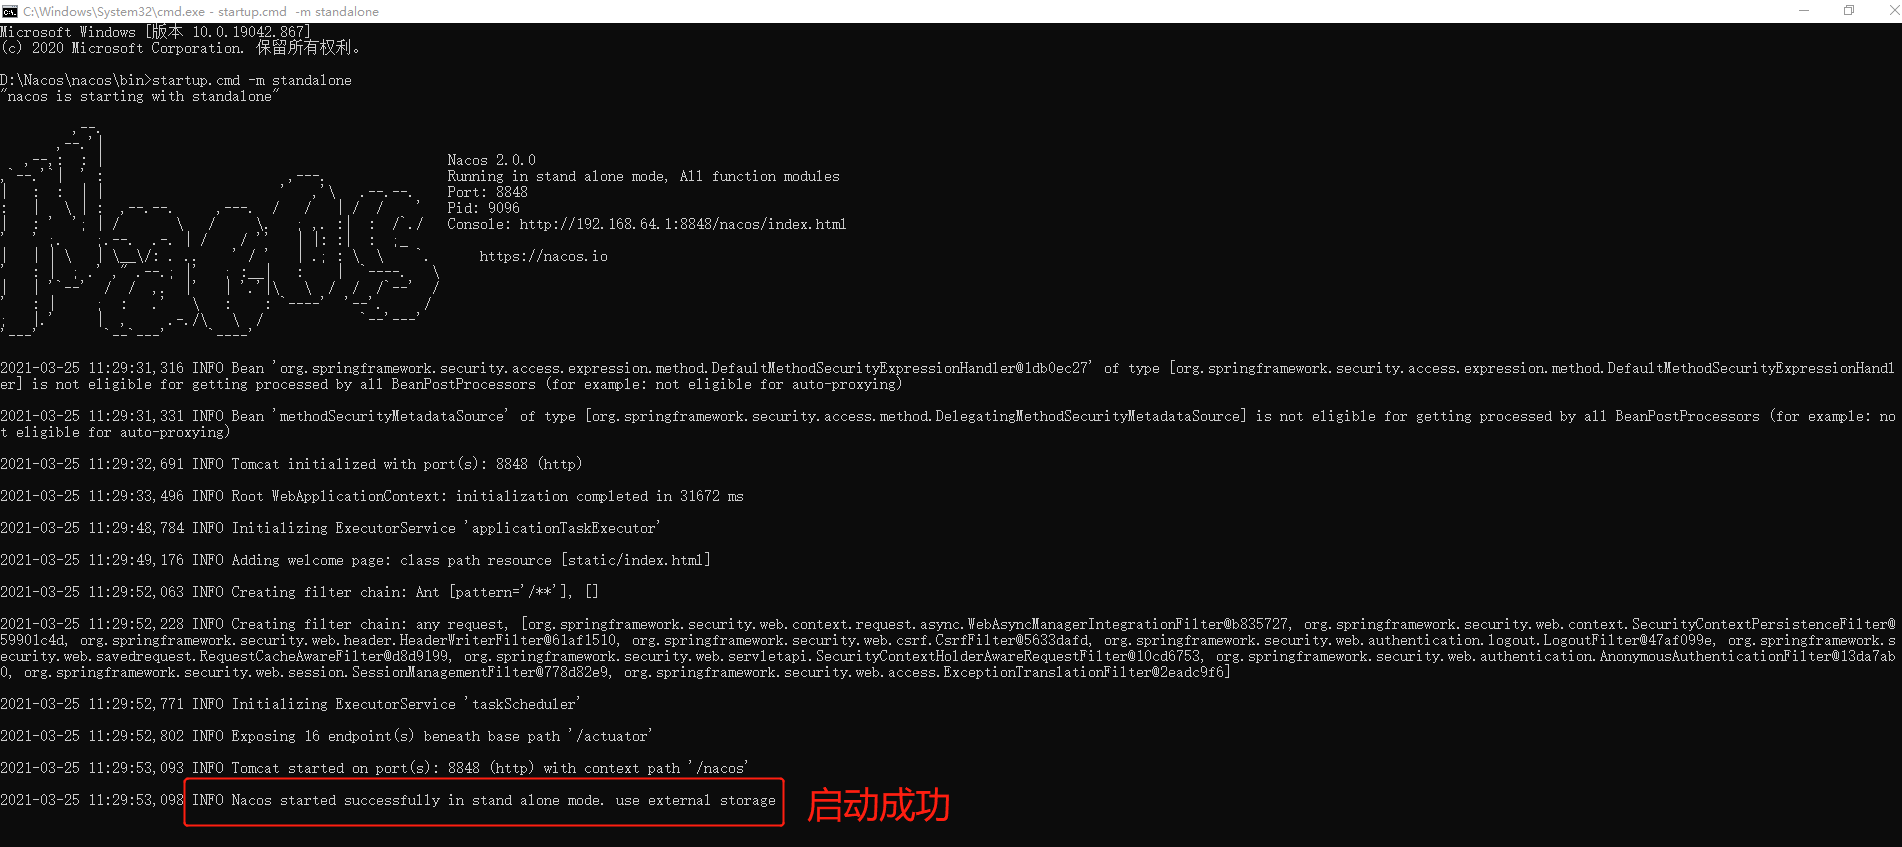 C:\Windows\System32\cmd.exe - startup.cmd  -m standalone
Microsoft Windows [版本 10.0.19042.867]
(c) 2020 Microsoft Corporation. 保留所有权利。
D:\Nacos\nacos\bin>startup.cmd -m standalone
"nacos is starting with standalone"
Nacos 2.0.0
Running in stand alone mode, All function modules
Port: 8848
Pid: 9096
Console: http://192.168.64.1:8848/nacos/index.html
https://nacos.io
2021-03-25 11:29:31,316 INFO Bean 'org.springframework.security.access.expression.method.DefaultMethodSecurityExpressionHandler@1db0ec27' of type [org.springframework.security.access.expression.method.DefaultMethodSecurityExpressionHandl
er] is not eligible for getting processed by all BeanPostProcessors (for example: not eligible for auto-proxying)
2021-03-25 11:29:31,331 INFO Bean 'methodSecurityMetadataSource' of type [org.springframework.security.access.method.DelegatingMethodSecurityMetadataSource] is not eligible for getting processed by all BeanPostProcessors (for example: no
t eligible for auto-proxying)
2021-03-25 11:29:32,691 INFO Tomcat initialized with port(s): 8848 (http)
2021-03-25 11:29:33,496 INFO Root WebApplicationContext: initialization completed in 31672 ms
2021-03-25 11:29:48,784 INFO Initializing ExecutorService 'applicationTaskExecutor'
2021-03-25 11:29:49,176 INFO Adding welcome page: class path resource [static/index.html]
2021-03-25 11:29:52,063 INFO Creating filter chain: Ant [pattern='/**'], []
2021-03-25 11:29:52,228 INFO Creating filter chain: any request, [org.springframework.security.web.context.request.async.WebAsyncManagerIntegrationFilter@b835727, org.springframework.security.web.context.SecurityContextPersistenceFilter@
59901c4d, org.springframework.security.web.header.HeaderWriterFilter@61af1510, org.springframework.security.web.csrf.CsrfFilter@5633dafd, org.springframework.security.web.authentication.logout.LogoutFilter@47af099e, org.springframework.s
ecurity.web.savedrequest.RequestCacheAwareFilter@d8d9199, org.springframework.security.web.servletapi.SecurityContextHolderAwareRequestFilter@10cd6753, org.springframework.security.web.authentication.AnonymousAuthenticationFilter@13da7ab
0, org.springframework.security.web.session.SessionManagementFilter@778d82e9, org.springframework.security.web.access.ExceptionTranslationFilter@2eadc9f6]
2021-03-25 11:29:52,771 INFO Initializing ExecutorService 'taskScheduler'
2021-03-25 11:29:52,802 INFO Exposing 16 endpoint(s) beneath base path '/actuator'
2021-03-25 11:29:53,093 INFO Tomcat started on port(s): 8848 (http) with context path '/nacos'
2021-03-25 11:29:53,098 INFO Nacos started successfully in stand alone mode. use external storage
启动成功